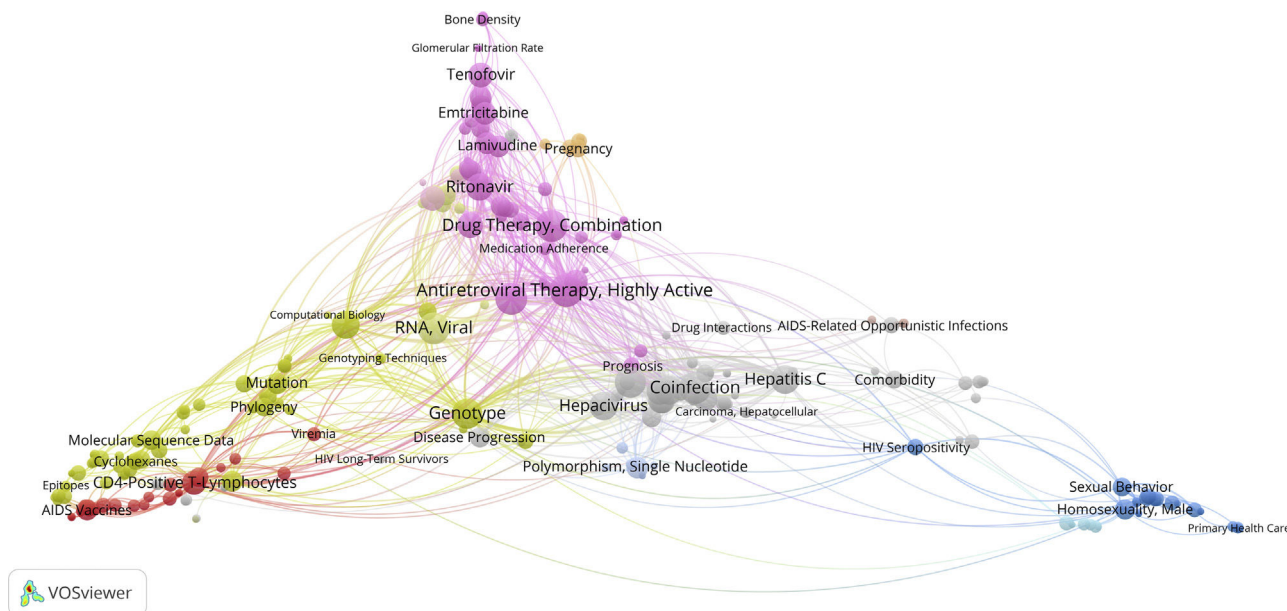 Bone Density
Glomerular Filtration Rate
Tenofovir
Emtricitabine
Lamivudine
Pregnancy
Ritonavir
Drug Therapy, Combination
Medication Adherence
Antiretroviral Therapy, Highly Active
Computational Biology
RNA, Viral
Drug Interactions
AIDS-Related Opportunistic Infections
Genotyping Techniques
Prognosis
Mutation
Coinfection
Hepatitis C
Comorbidity
Phylogeny
Genotype
Hepacivirus
Carcinoma, Hepatocellular
Viremia
Disease Progression
Molecular Sequence Data
HIV Seropositivity
Cyclohexanes
HIV Long-Term Survivors
Polymorphism, Single Nucleotide
Epitopes
CD4-Positive T-Lymphocytes
Sexual Behavior
AIDS Vaccines
Homosexuality, Male
Primary Health Care
VOSviewer